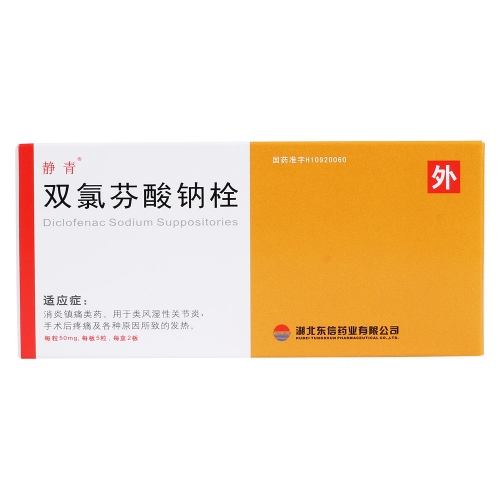 静青®
双氯芬酸钠栓
Diclofenac Sodium Suppositories
适应症：
消炎镇痛类药。用于类风湿性关节炎，
手术后疼痛及各种原因所致的发热。
每粒50mg，每板5粒，每盒2板
国药准字H10920060
外
湖北东信药业有限公司
HUBEI TUNGSHUN PHARMACEUTICAL CO.,LTD.